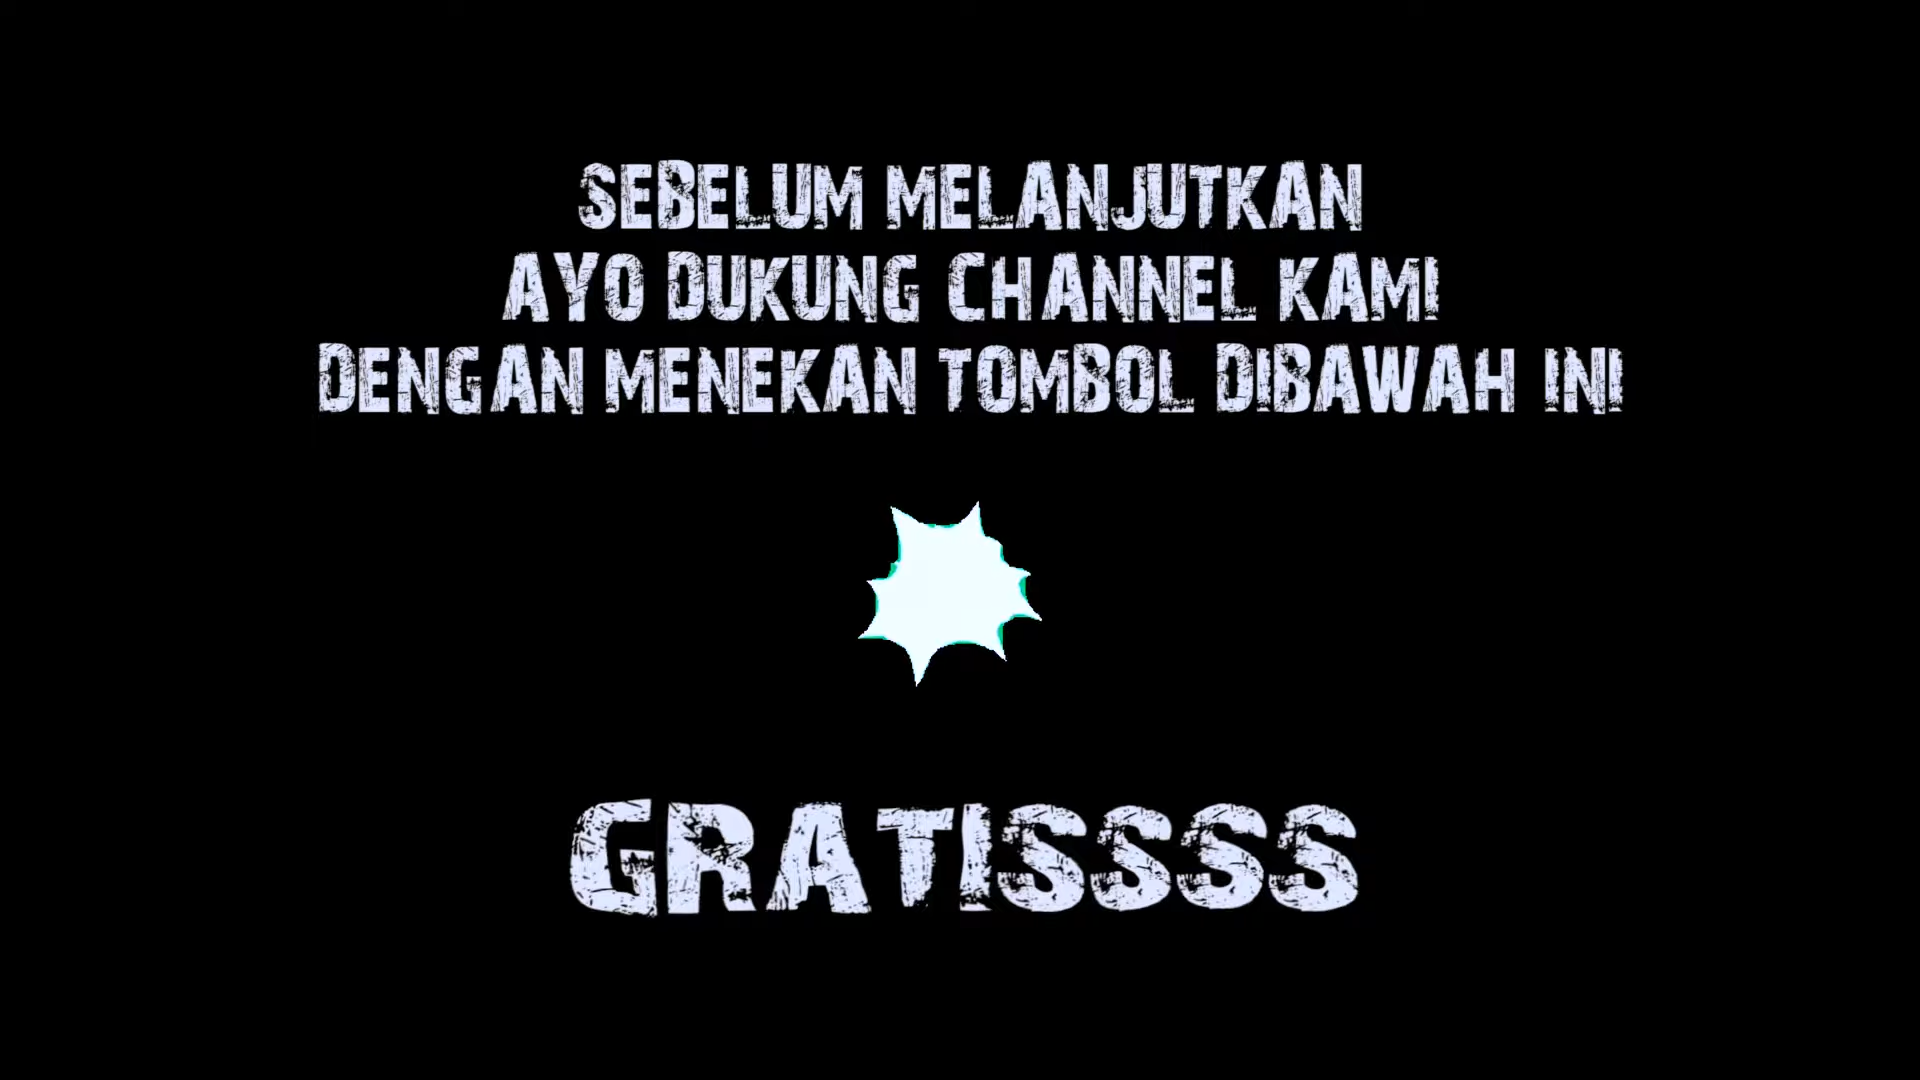 SEBELUM MELANJUTKAN
AYO DUKUNG CHANNEL KAMI
DENGAN MENEKAN TOMBOL DIBAWAH INI
GRATISSSS